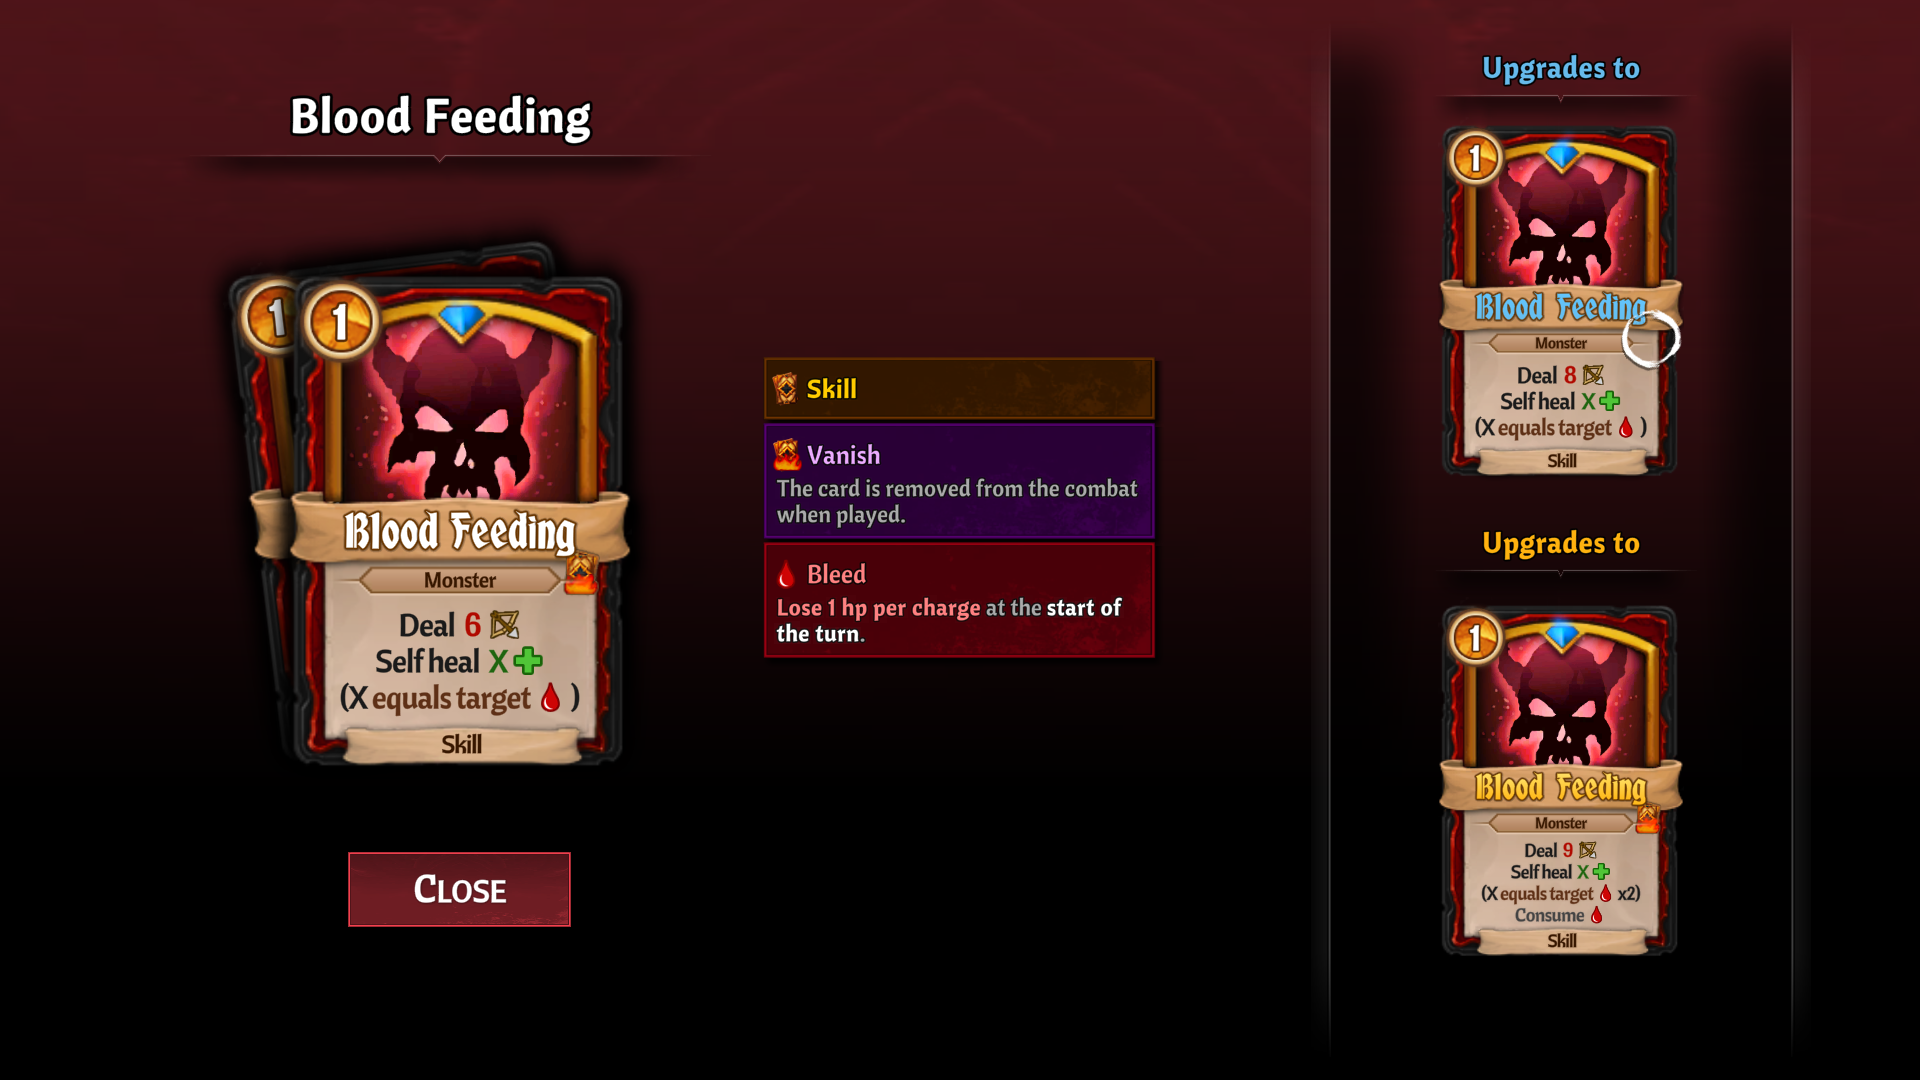 Blood Feeding
1
1
Blood Feeding
Monster
Deal 6
Self heal X
(X equals target )
Skill
CLOSE
Skill
Vanish
The card is removed from the combat
when played.
Bleed
Lose 1 hp per charge at the start of
the turn.
Upgrades to
1
Blood Feeding
Monster
Deal 8
Self heal X
(X equals target )
Skill
Upgrades to
1
Blood Feeding
Monster
Deal 9
Self heal X
(X equals target x2)
Consume
Skill